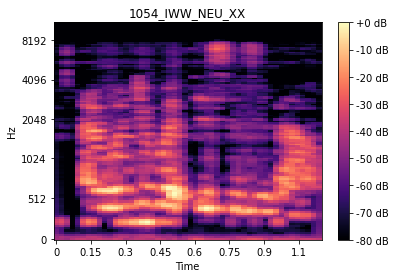 1054_IWW_NEU_XX
8192
4096
2048
1024
512
0
Hz
0
0.15
0.3
0.45
0.6
0.75
0.9
1.1
Time
+0 dB
-10 dB
-20 dB
-30 dB
-40 dB
-50 dB
-60 dB
-70 dB
-80 dB